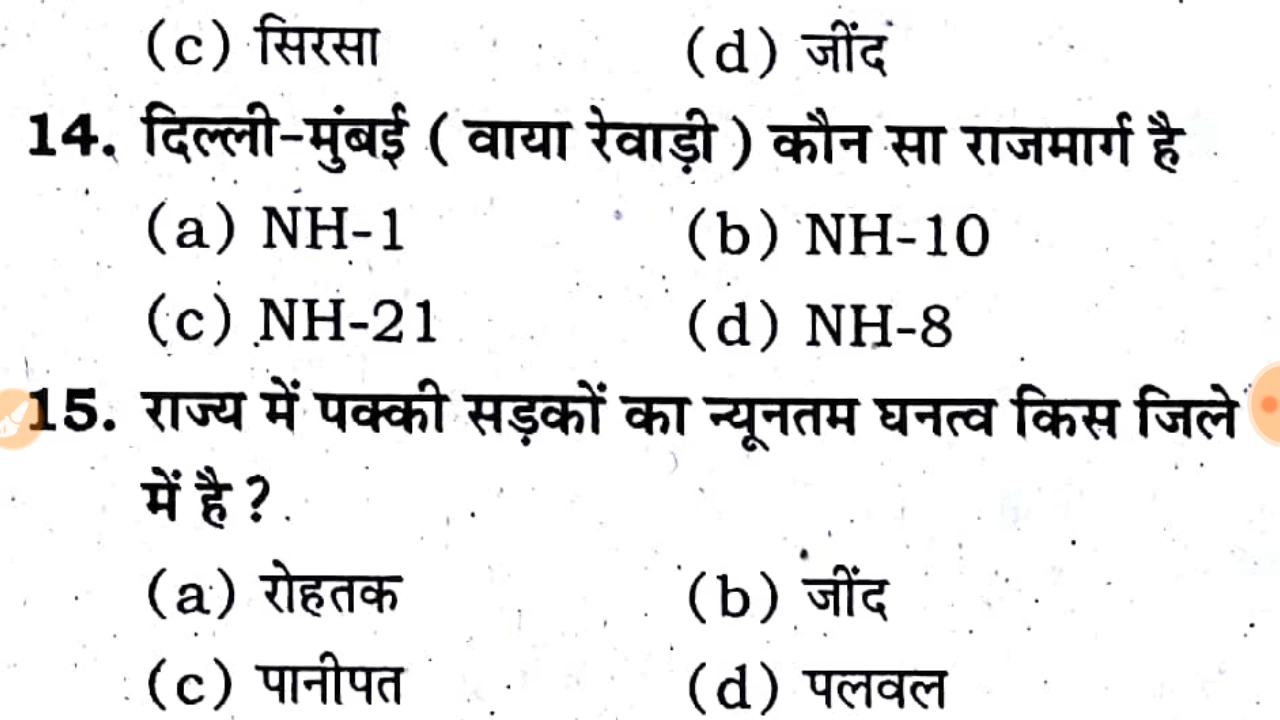 (c) सिरसा (d) जींद
14. दिल्ली-मुंबई ( वाया रेवाड़ी ) कौन सा राजमार्ग है
(a) NH-1 (b) NH-10
(c) NH-21 (d) NH-8
15. राज्य में पक्की सड़कों का न्यूनतम घनत्व किस जिले
में है ?
(a) रोहतक (b) जींद
(c) पानीपत (d) पलवल